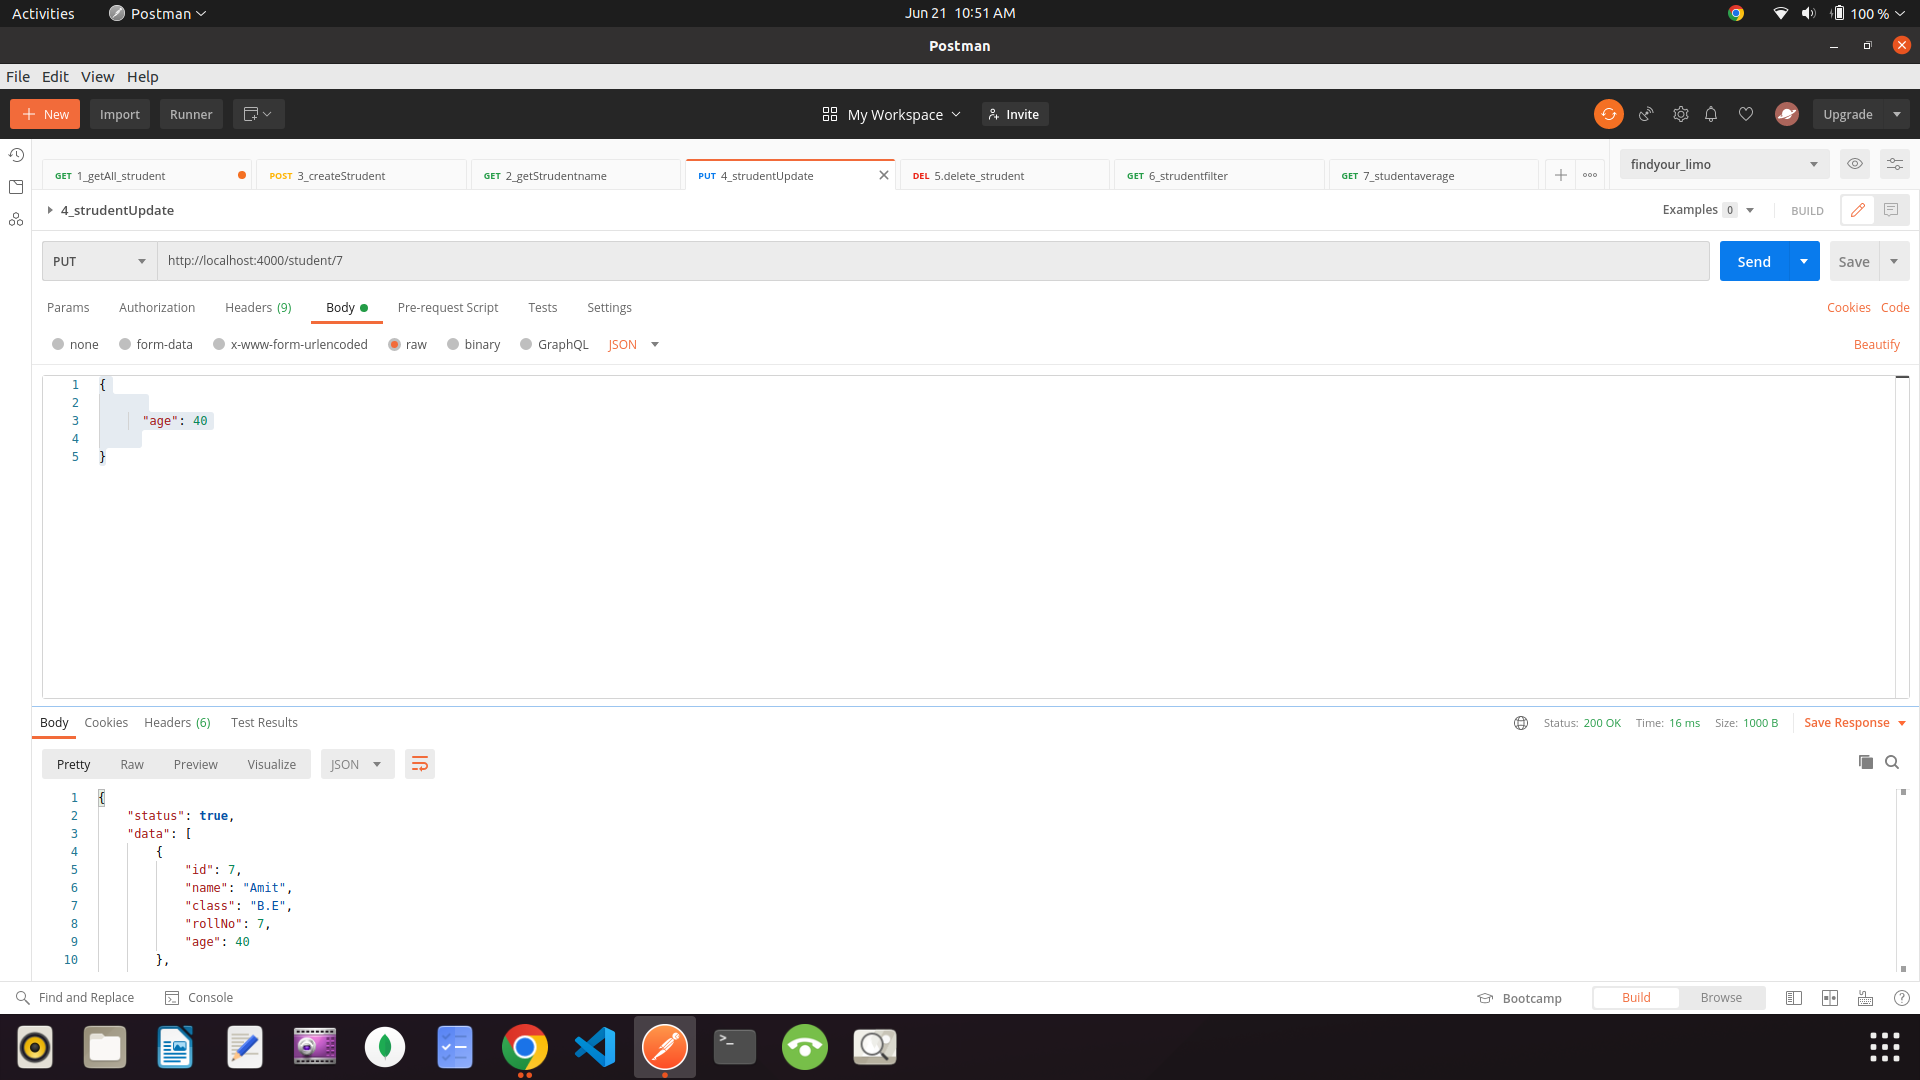 Activities Postman Jun 21 10:51 AM 100 %
Postman
File Edit View Help
New Import Runner My Workspace Invite Upgrade
GET 1_getAll_strudent POST 3_createStrudent GET 2_getStrudentname PUT 4_strudentUpdate DEL 5.delete_strudent GET 6_strudentfilter GET 7_studentaverage findyour_limo
4_strudentUpdate Examples 0 BUILD
PUT http://localhost:4000/student/7 Send Save
Params Authorization Headers (9) Body Pre-request Script Tests Settings Cookies Code
none form-data x-www-form-urlencoded raw binary GraphQL JSON Beautify
1 {
2
3 "age": 40
4
5 }
Body Cookies Headers (6) Test Results Status: 200 OK Time: 16 ms Size: 1000 B Save Response
Pretty Raw Preview Visualize JSON
1 {
2 "status": true,
3 "data": [
4 {
5 "id": 7,
6 "name": "Amit",
7 "class": "B.E",
8 "rollNo": 7,
9 "age": 40
10 },
Find and Replace Console Bootcamp Build Browse